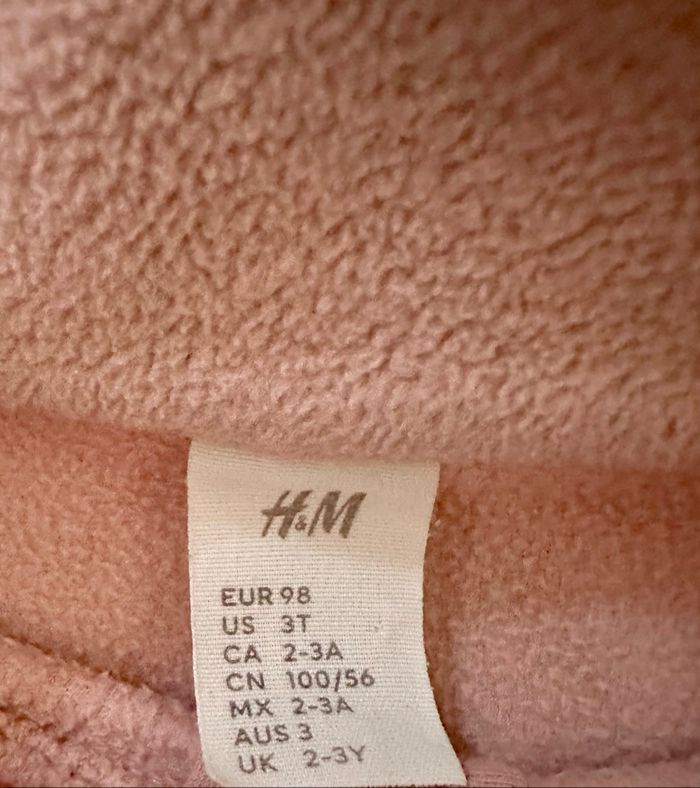 H&M
EUR 98
US 3T
CA 2-3A
CN 100/56
MX 2-3A
AUS 3
UK 2-3Y